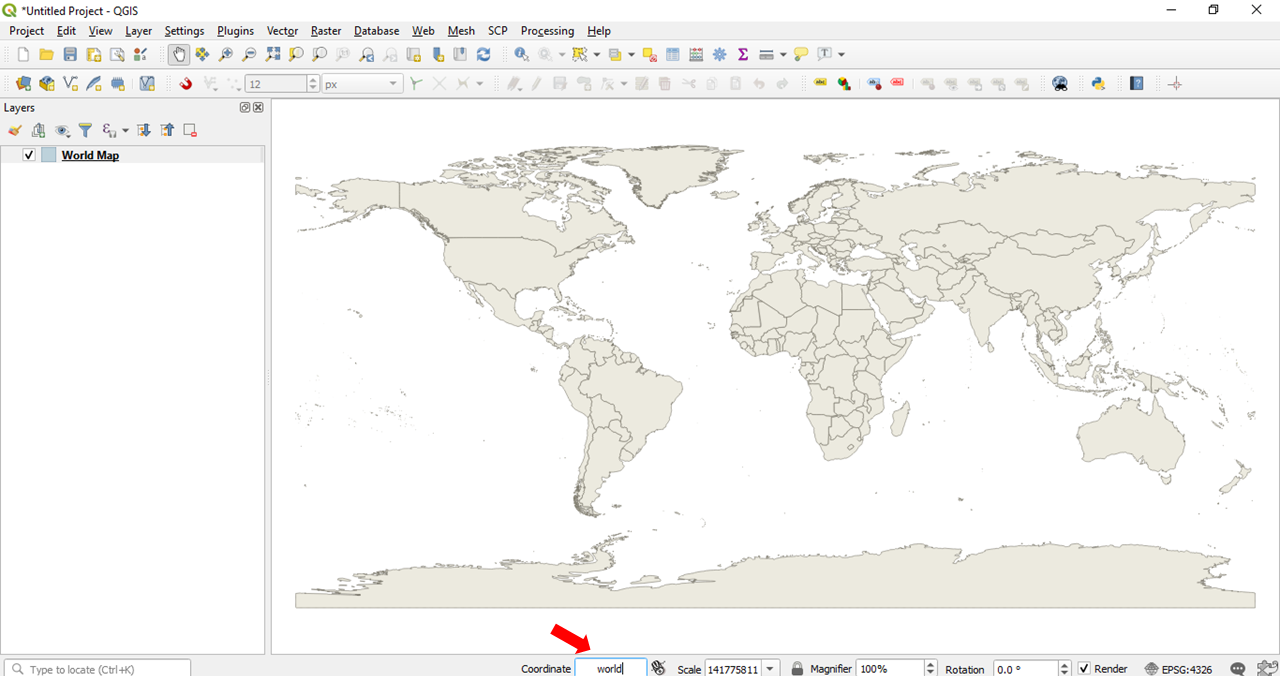 *Untitled Project - QGIS
Project Edit View Layer Settings Plugins Vector Raster Database Web Mesh SCP Processing Help
12 px
Layers
World Map
Type to locate (Ctrl+K) Coordinate world Scale 141775811 Magnifier 100% Rotation 0.0 ° Render EPSG:4326